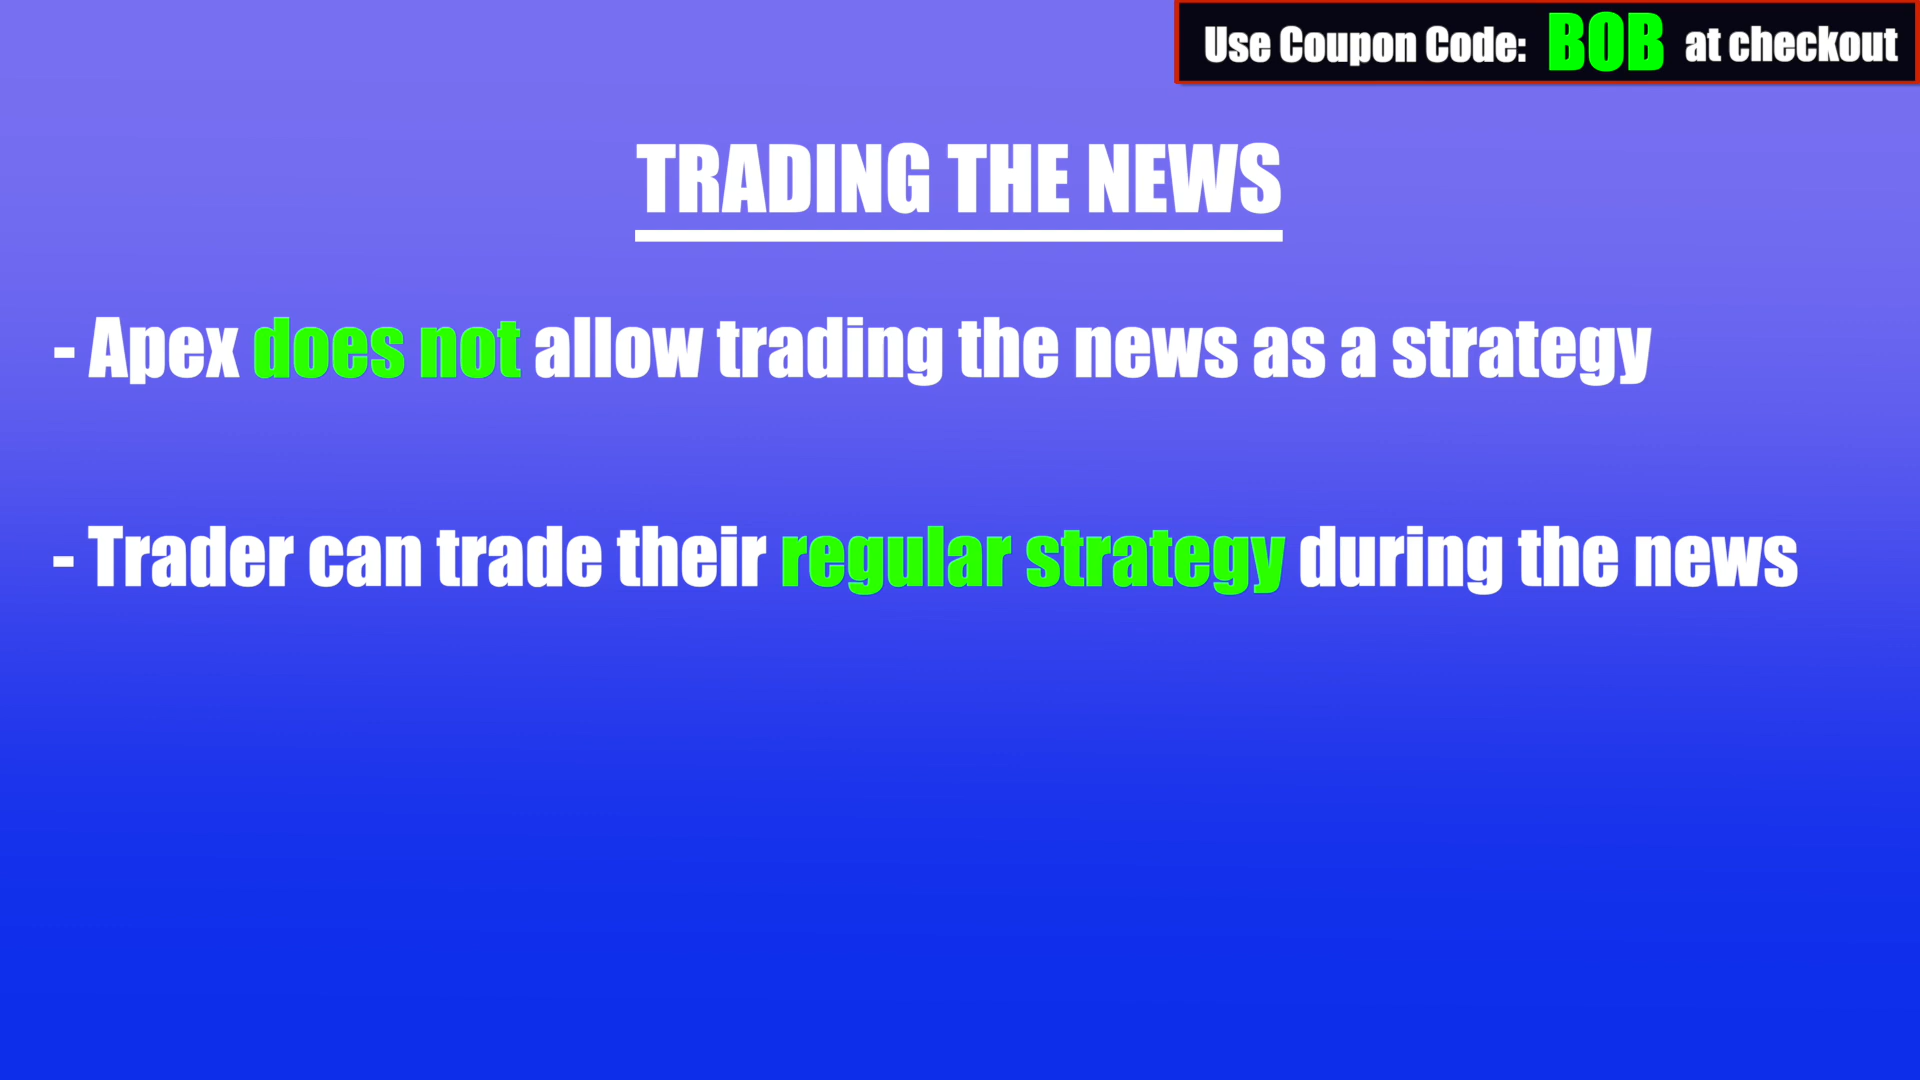 Use Coupon Code: BOB at checkout
TRADING THE NEWS
- Apex does not allow trading the news as a strategy
- Trader can trade their regular strategy during the news